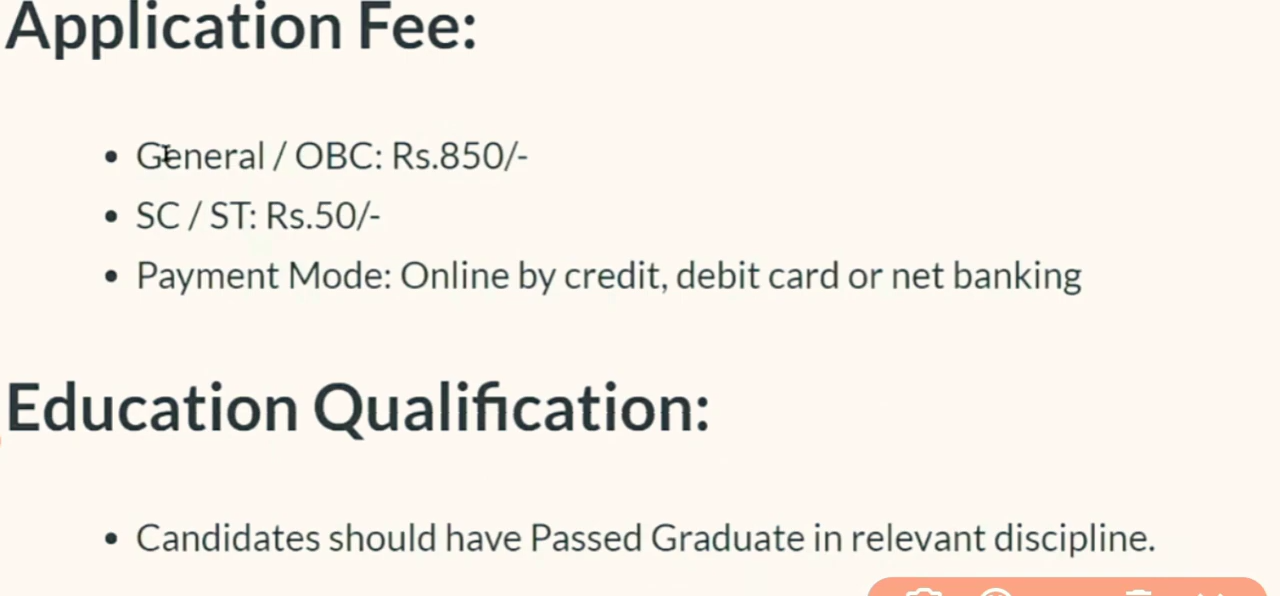 Application Fee:
General / OBC: Rs.850/-
SC / ST: Rs.50/-
Payment Mode: Online by credit, debit card or net banking
Education Qualification:
Candidates should have Passed Graduate in relevant discipline.